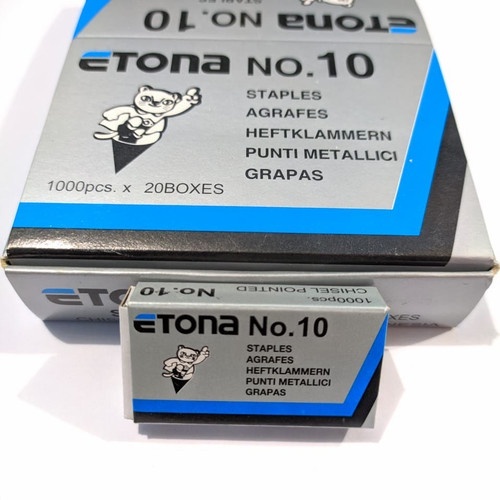 STAPLES
ETONA NO.10
ETONA NO.10
STAPLES
AGRAFES
HEFTKLAMMERN
PUNTI METALLICI
GRAPAS
1000pcs. x 20BOXES
ETONA
No.10
1000pcs.
CHISEL POINTED
ETONA No.10
STAPLES
AGRAFES
HEFTKLAMMERN
PUNTI METALLICI
GRAPAS